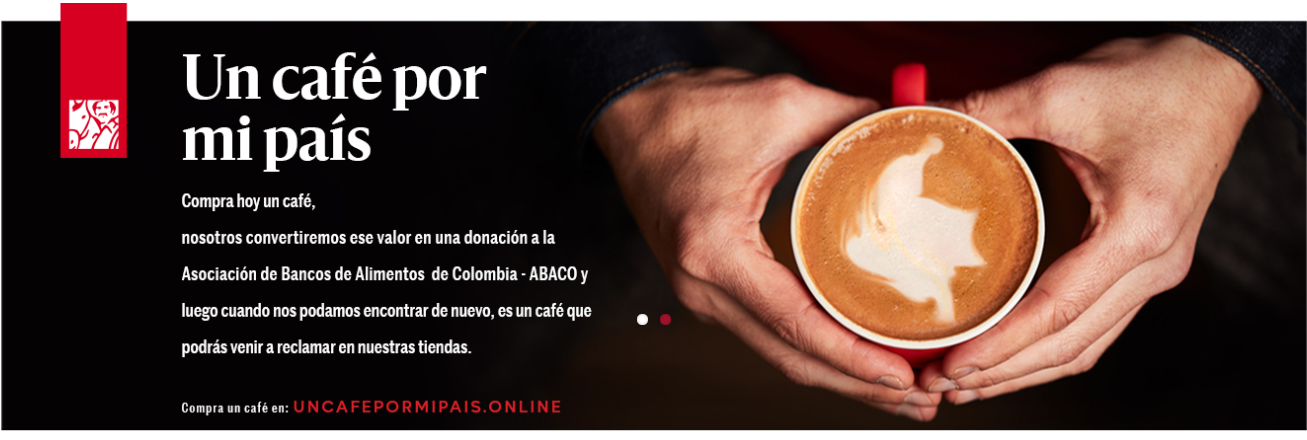 Un café por
mi país
Compra hoy un café,
nosotros convertiremos ese valor en una donación a la
Asociación de Bancos de Alimentos de Colombia - ABACO y
luego cuando nos podamos encontrar de nuevo, es un café que
podrás venir a reclamar en nuestras tiendas.
Compra un café en: UNCAFEPORMIPAIS.ONLINE